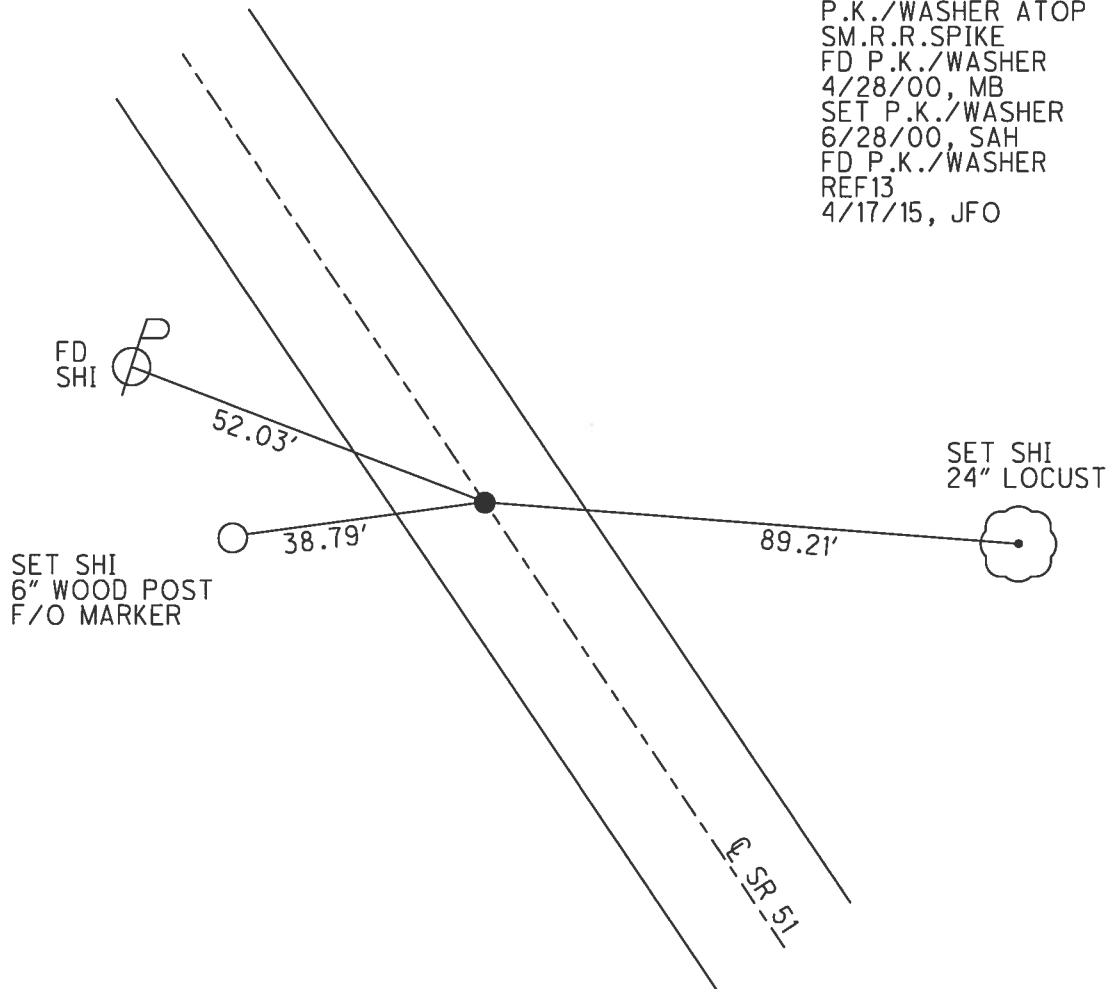 P.K./WASHER ATOP
SM.R.R.SPIKE
FD P.K./WASHER
4/28/00, MB
SET P.K./WASHER
6/28/00, SAH
FD P.K./WASHER
REF13
4/17/15, JFO
FD
SHI
52.03'
SET SHI
24" LOCUST
38.79'
89.21'
SET SHI
6" WOOD POST
F/O MARKER
℄ SR 51